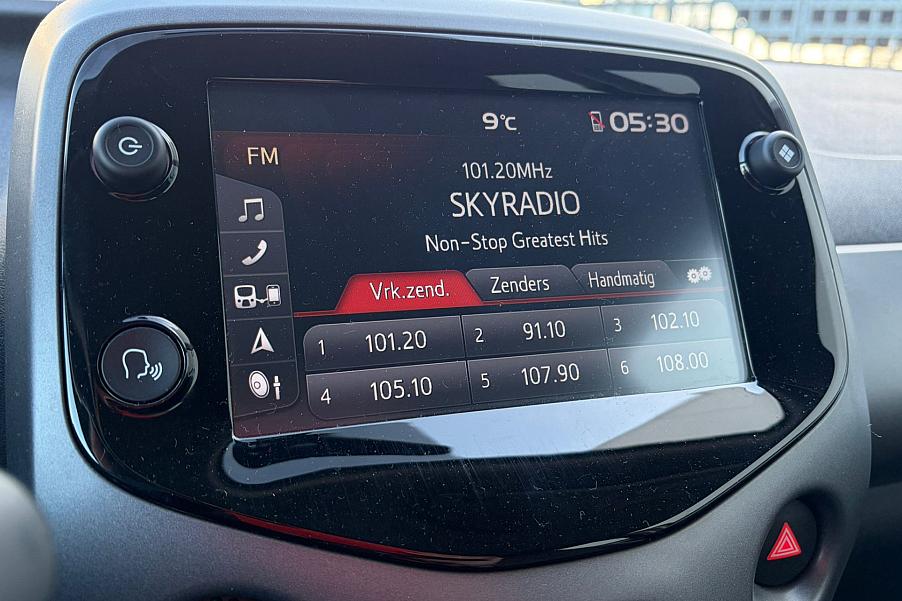 9°C 05:30
FM
101.20MHz
SKYRADIO
Non-Stop Greatest Hits
Vrk.zend. Zenders Handmatig
1 101.20 2 91.10 3 102.10
4 105.10 5 107.90 6 108.00